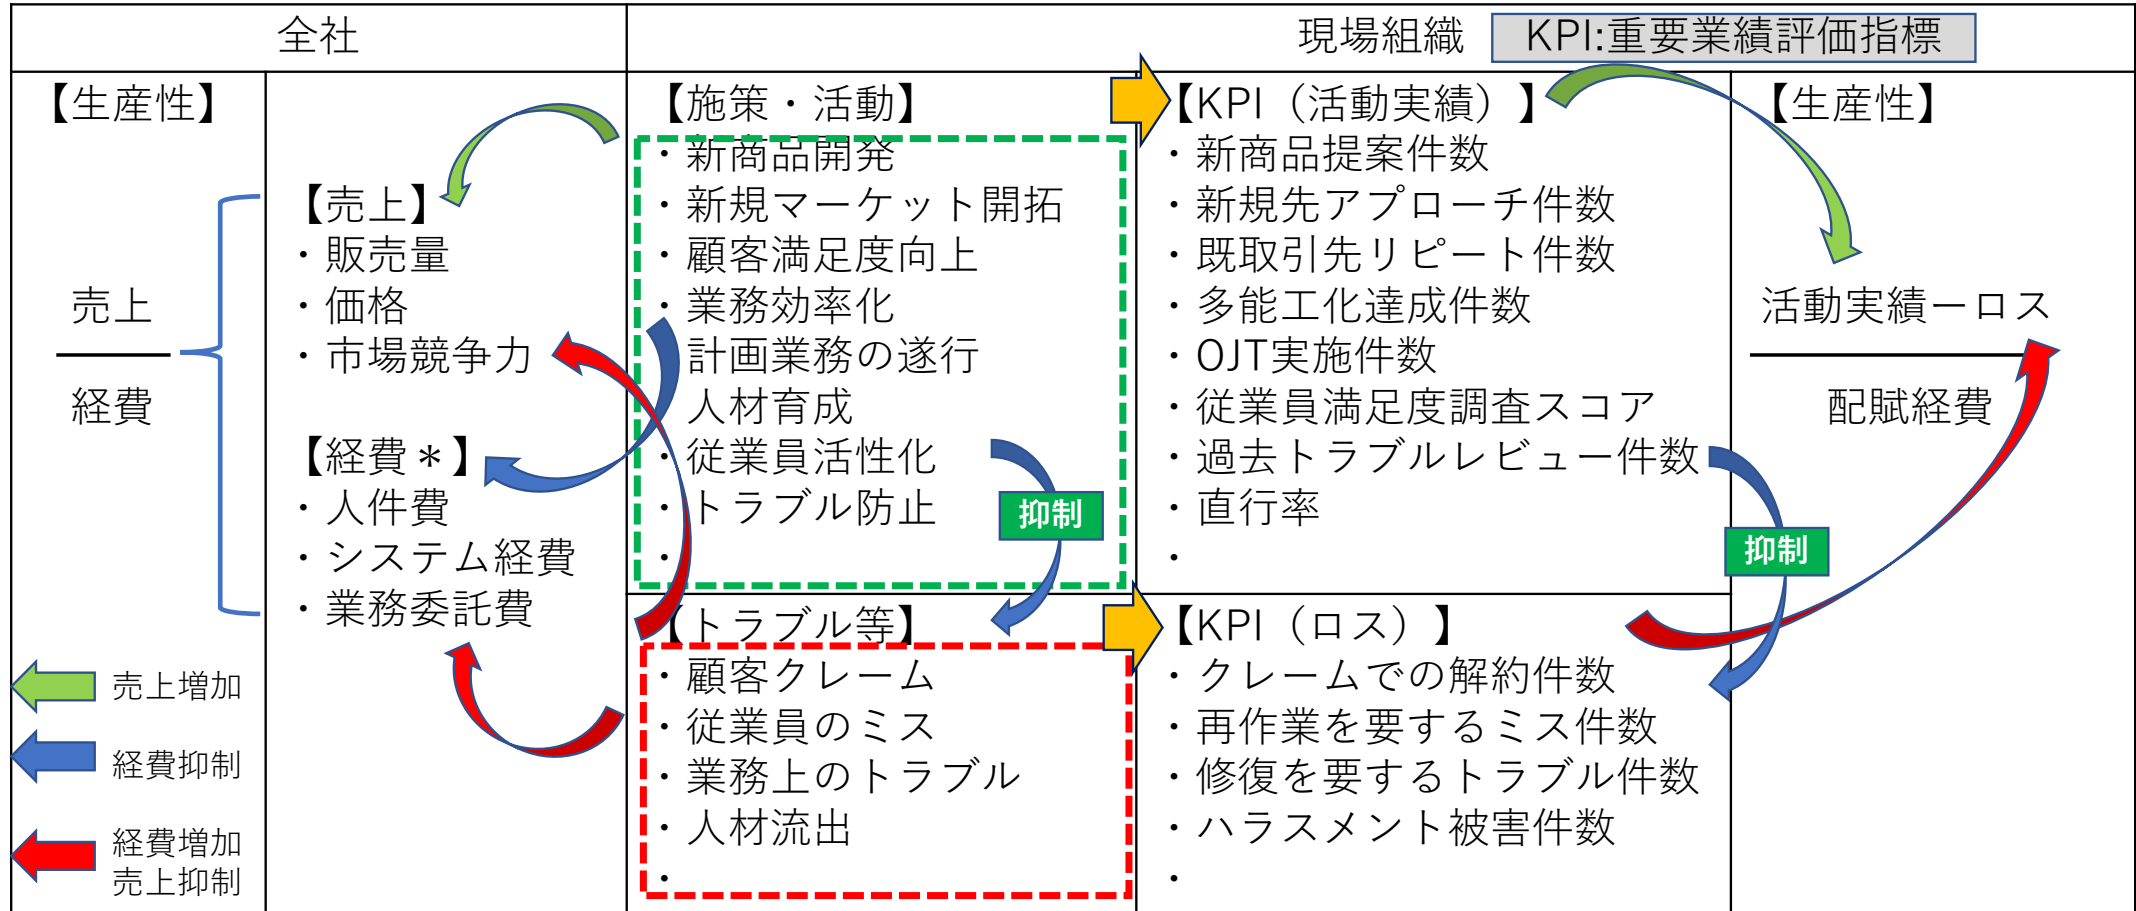 全社
現場組織
KPI:重要業績評価指標
【生産性】
売上
経費
【売上】
・販売量
・価格
・市場競争力
【経費＊】
・人件費
・システム経費
・業務委託費
【施策・活動】
・新商品開発
・新規マーケット開拓
・顧客満足度向上
・業務効率化
計画業務の遂行
人材育成
・従業員活性化
・トラブル防止
・
抑制
【トラブル等】
・顧客クレーム
・従業員のミス
・業務上のトラブル
・人材流出
・
【KPI（活動実績）】
・新商品提案件数
・新規先アプローチ件数
・既取引先リピート件数
・多能工化達成件数
・OJT実施件数
・従業員満足度調査スコア
・過去トラブルレビュー件数
・直行率
・
抑制
【KPI（ロス）】
・クレームでの解約件数
・再作業を要するミス件数
・修復を要するトラブル件数
・ハラスメント被害件数
・
【生産性】
活動実績ーロス
配賦経費
売上増加
経費抑制
経費増加
売上抑制